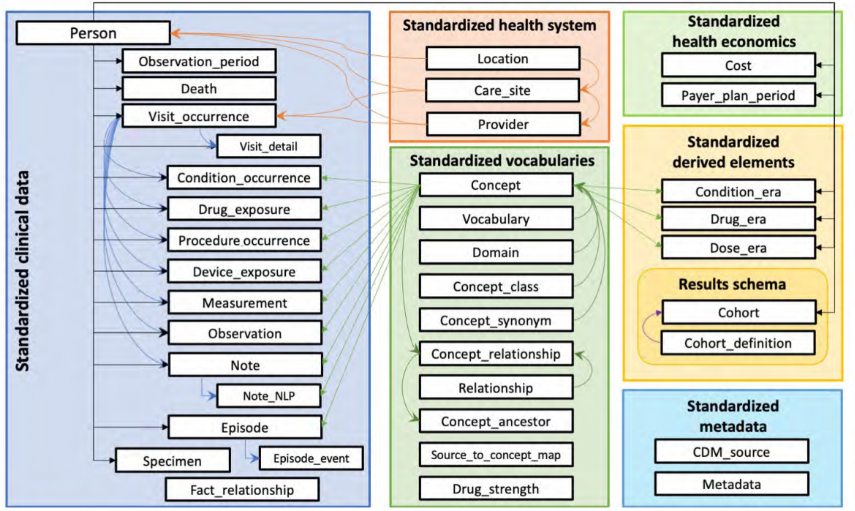 Standardized clinical data
Person
Observation_period
Death
Visit_occurrence
Visit_detail
Condition_occurrence
Drug_exposure
Procedure occurrence
Device_exposure
Measurement
Observation
Note
Note_NLP
Episode
Episode_event
Specimen
Fact_relationship
Standardized health system
Location
Care_site
Provider
Standardized vocabularies
Concept
Vocabulary
Domain
Concept_class
Concept_synonym
Concept_relationship
Relationship
Concept_ancestor
Source_to_concept_map
Drug_strength
Standardized
health economics
Cost
Payer_plan_period
Standardized
derived elements
Condition_era
Drug_era
Dose_era
Results schema
Cohort
Cohort_definition
Standardized
metadata
CDM_source
Metadata